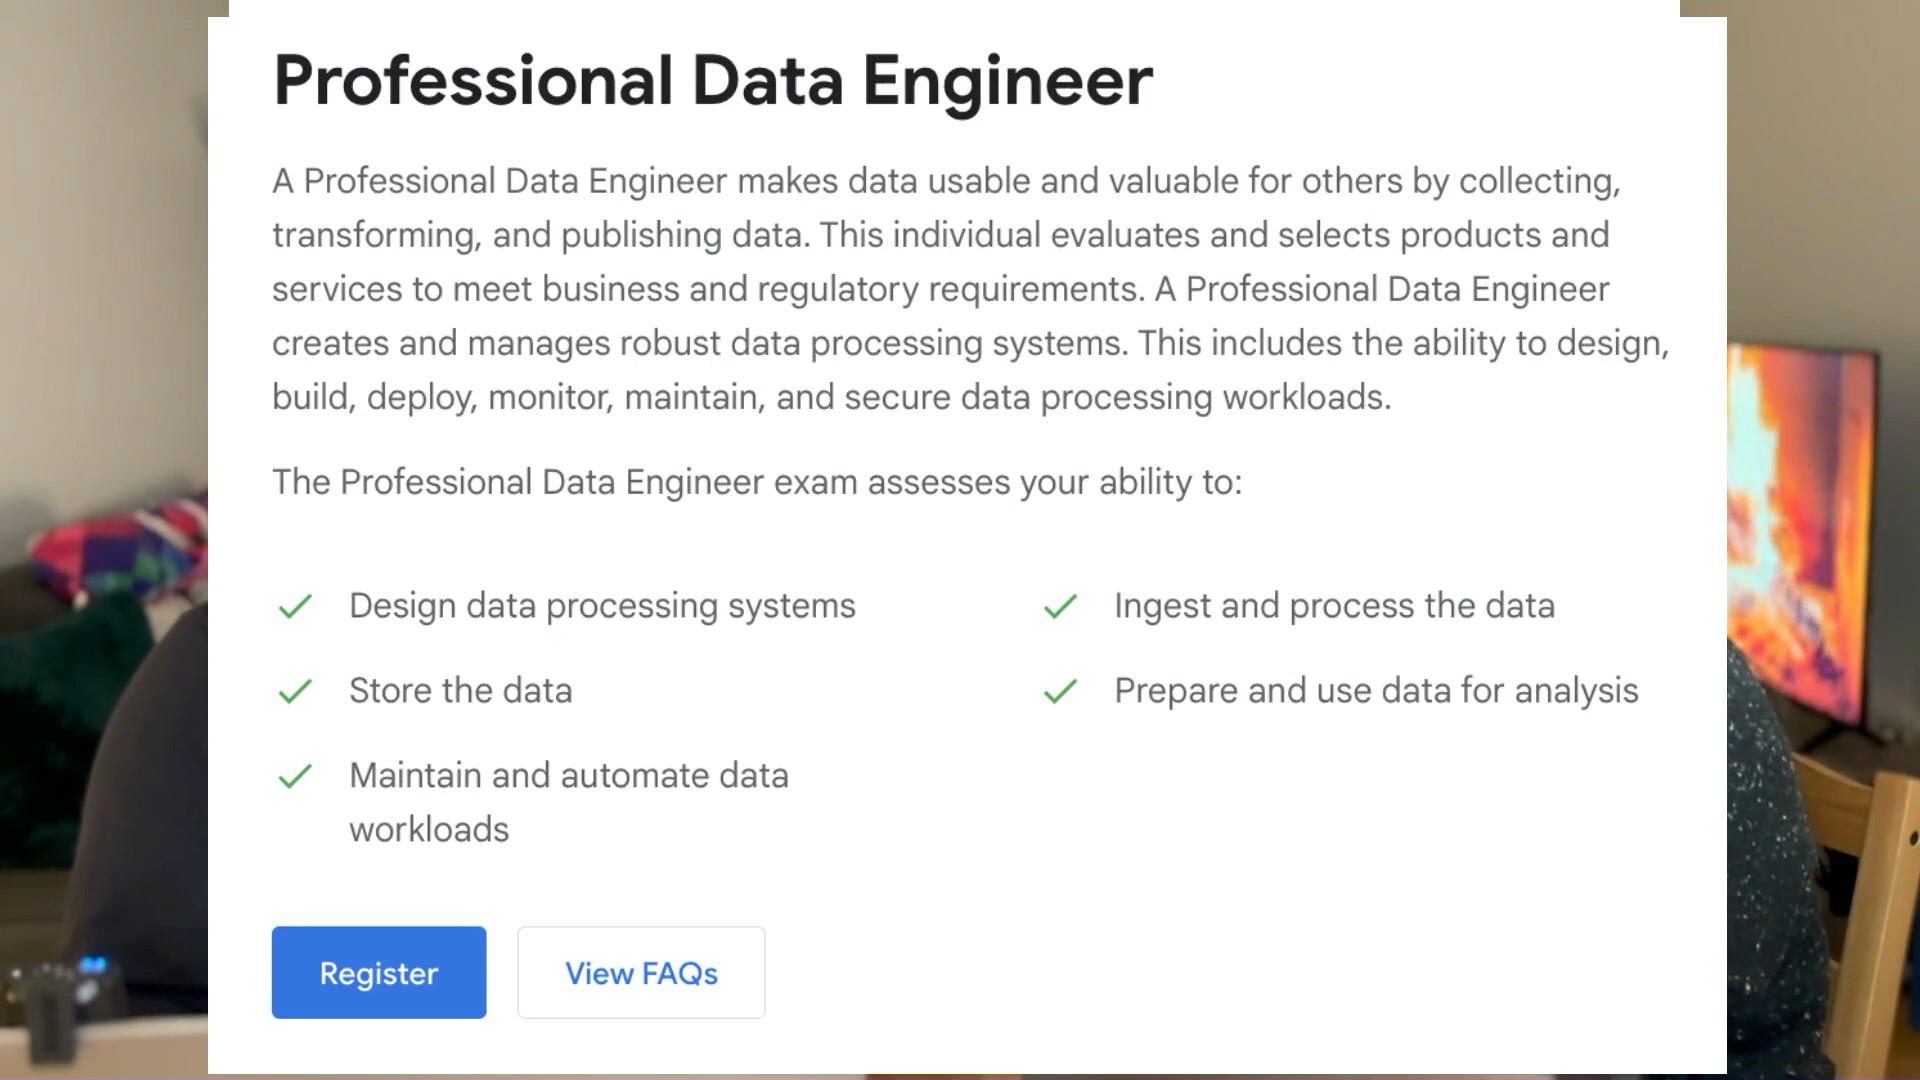 Professional Data Engineer
A Professional Data Engineer makes data usable and valuable for others by collecting,
transforming, and publishing data. This individual evaluates and selects products and
services to meet business and regulatory requirements. A Professional Data Engineer
creates and manages robust data processing systems. This includes the ability to design,
build, deploy, monitor, maintain, and secure data processing workloads.
The Professional Data Engineer exam assesses your ability to:
Design data processing systems
Ingest and process the data
Store the data
Prepare and use data for analysis
Maintain and automate data
workloads
Register
View FAQs